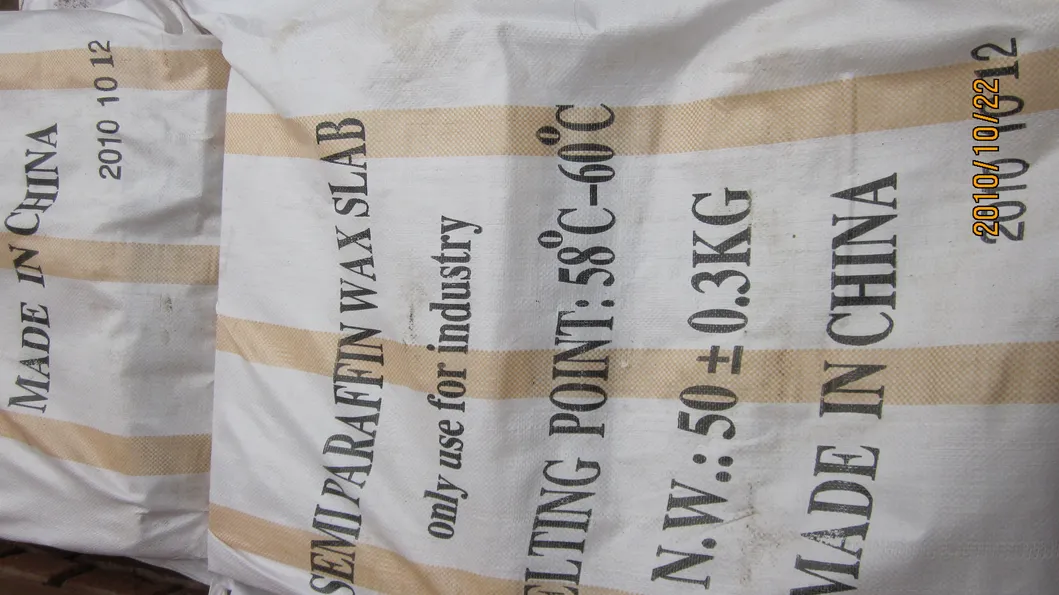 MADE IN CHINA
2010 10 12
SEMI PARAFFIN WAX SLAB
only use for industry
ELTING POINT: 58°C–60°C
N.W.: 50 ± 0.3KG
MADE IN CHINA
2010 10 12
2010/10/22